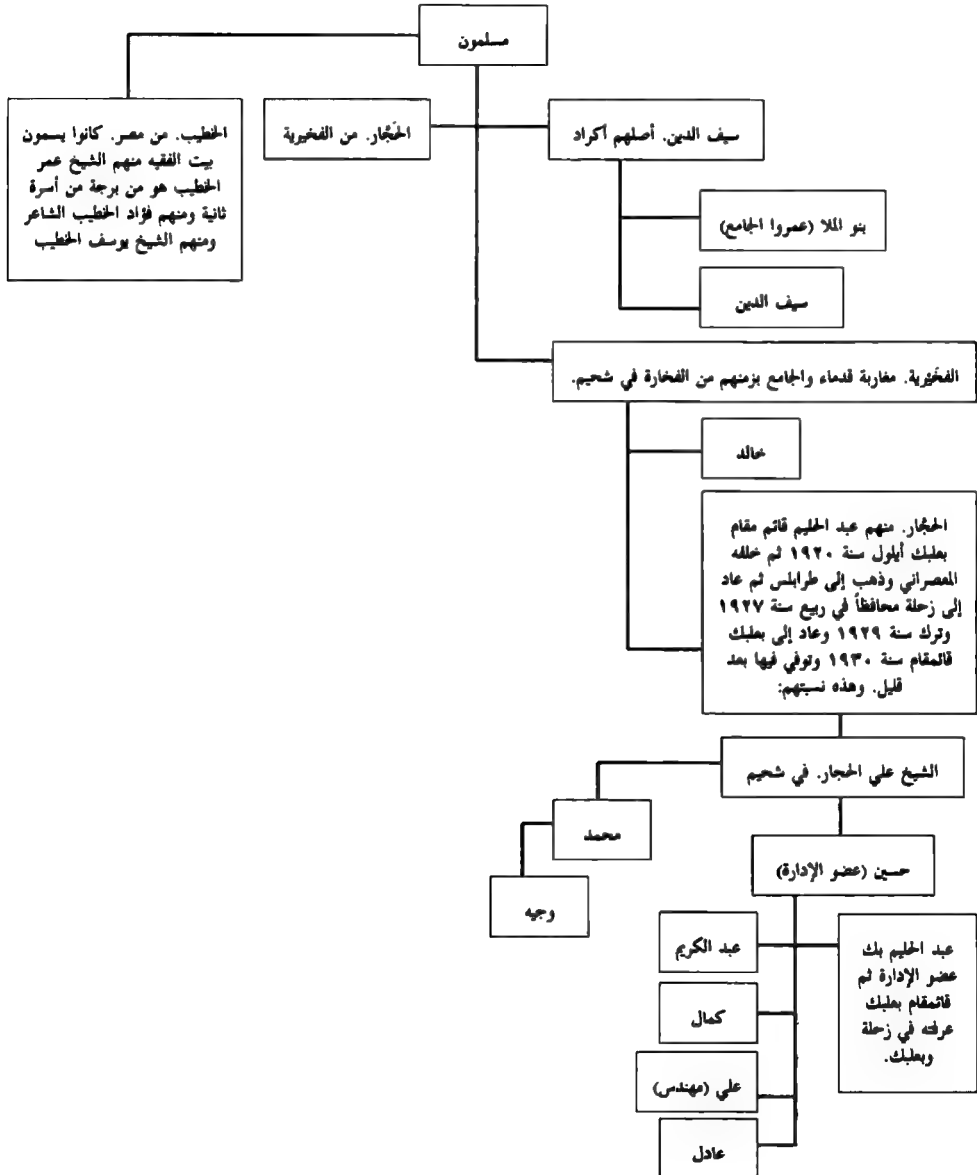 مسلمون
سيف الدين. أصلهم أكراد
الحَجَّار. من الفخيرية
الخطيب. من مصر. كانوا يسمون
بيت الفقيه منهم الشيخ عمر
الخطيب هو من برجة من أسرة
ثانية ومنهم فؤاد الخطيب الشاعر
ومنهم الشيخ يوسف الخطيب
بنو الملا (عمروا الجامع)
سيف الدين
الفخَيْرية. مغاربة قدماء والجامع بزمنهم من الفخارة في شحيم.
خالد
الحجَّار. منهم عبد الحليم قائم مقام
بعلبك أيلول سنة ١٩٢٠ ثم خلفه
المعصراني وذهب إلى طرابلس ثم عاد
إلى زحلة محافظاً في ربيع سنة ١٩٢٧
وترك سنة ١٩٢٩ وعاد إلى بعلبك
قائمقام سنة ١٩٣٠ وتوفي فيها بعد
قليل. وهذه نسبتهم:
الشيخ علي الحجار. في شحيم
محمد
وجيه
حسين (عضو الإدارة)
عبد الحليم بك
عضو الإدارة ثم
قائمقام بعلبك
عرفته في زحلة
وبعلبك.
عبد الكريم
كمال
علي (مهندس)
عادل